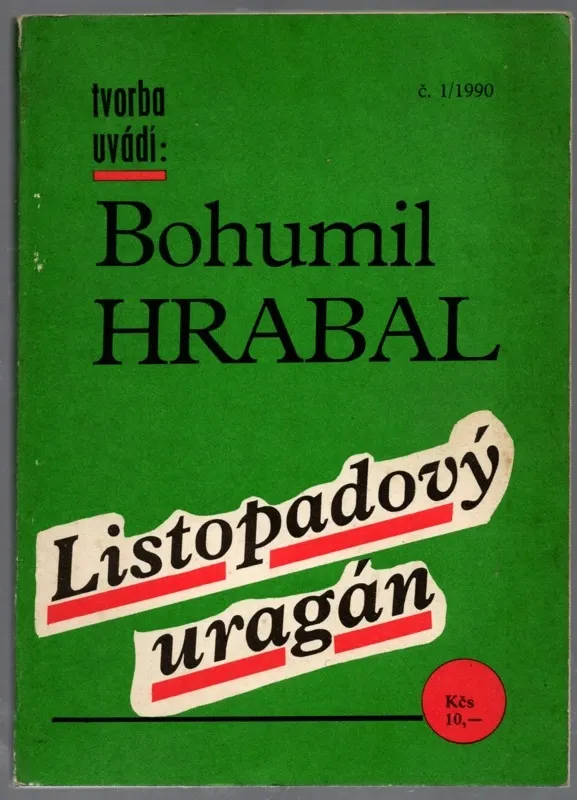 tvorba
uvádí:
č. 1/1990
Bohumil
HRABAL
Listopadový
uragán
Kčs
10,—